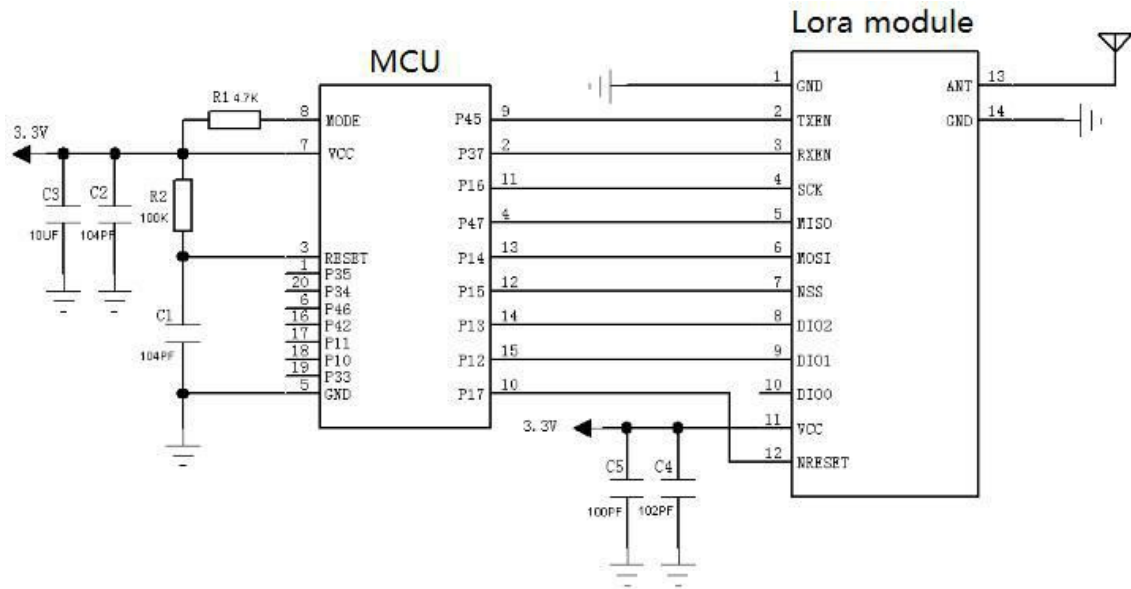 Lora module
MCU
R1 4.7K
8 MODE
3.3V
7 VCC
C3
10UF
C2
104PF
R2
100K
3 RESET
1 P35
20 P34
6 P46
16 P42
17 P11
18 P10
19 P33
5 GND
C1
104PF
P45 9
P37 2
P16 11
P47 4
P14 13
P15 12
P13 14
P12 15
P17 10
1 GND
2 TXEN
3 RXEN
4 SCK
5 MISO
6 MOSI
7 NSS
8 DIO2
9 DIO1
10 DIO0
11 VCC
12 NRESET
ANT 13
GND 14
3.3V
C5
100PF
C4
102PF